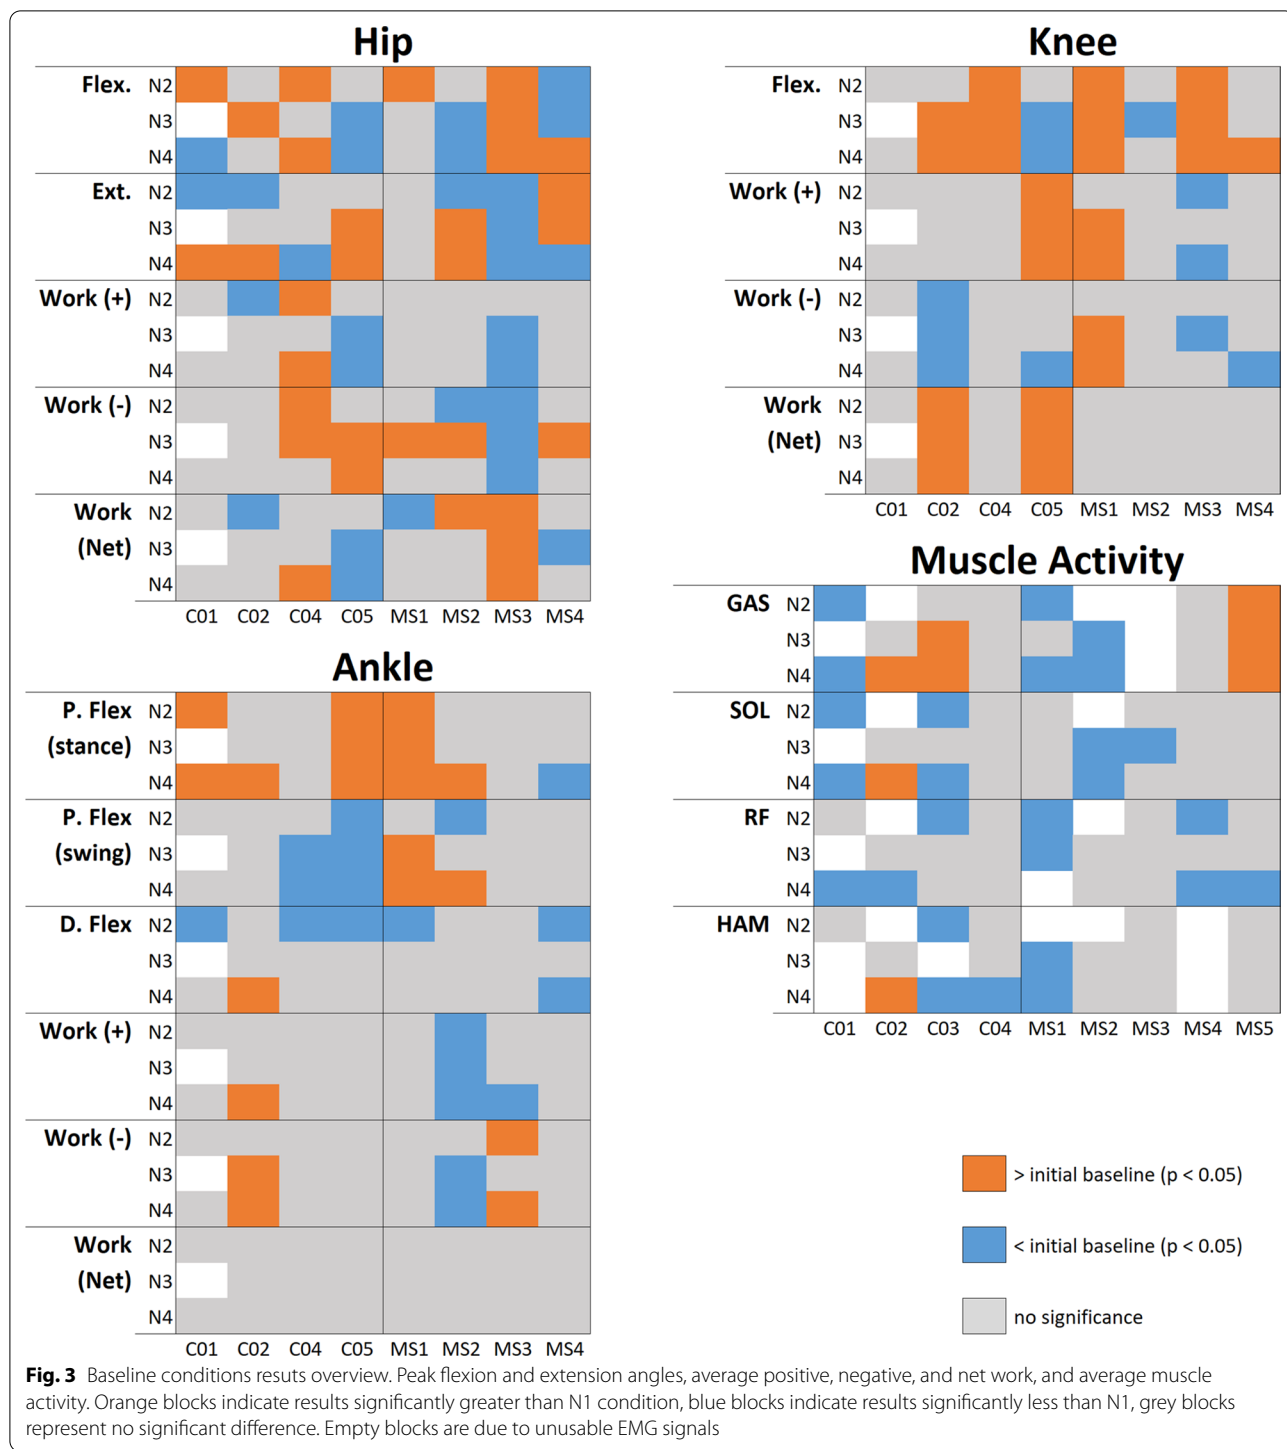 Hip
Flex. N2
N3
N4
Ext. N2
N3
N4
Work (+) N2
N3
N4
Work (-) N2
N3
N4
Work N2
(Net) N3
N4
C01 C02 C04 C05 MS1 MS2 MS3 MS4
Knee
Flex. N2
N3
N4
Work (+) N2
N3
N4
Work (-) N2
N3
N4
Work N2
(Net) N3
N4
C01 C02 C04 C05 MS1 MS2 MS3 MS4
Ankle
P. Flex N2
(stance) N3
N4
P. Flex N2
(swing) N3
N4
D. Flex N2
N3
N4
Work (+) N2
N3
N4
Work (-) N2
N3
N4
Work N2
(Net) N3
N4
C01 C02 C04 C05 MS1 MS2 MS3 MS4
Muscle Activity
GAS N2
N3
N4
SOL N2
N3
N4
RF N2
N3
N4
HAM N2
N3
N4
C01 C02 C03 C04 MS1 MS2 MS3 MS4 MS5
> initial baseline (p < 0.05)
< initial baseline (p < 0.05)
no significance
Fig. 3 Baseline conditions resuts overview. Peak flexion and extension angles, average positive, negative, and net work, and average muscle
activity. Orange blocks indicate results significantly greater than N1 condition, blue blocks indicate results significantly less than N1, grey blocks
represent no significant difference. Empty blocks are due to unusable EMG signals